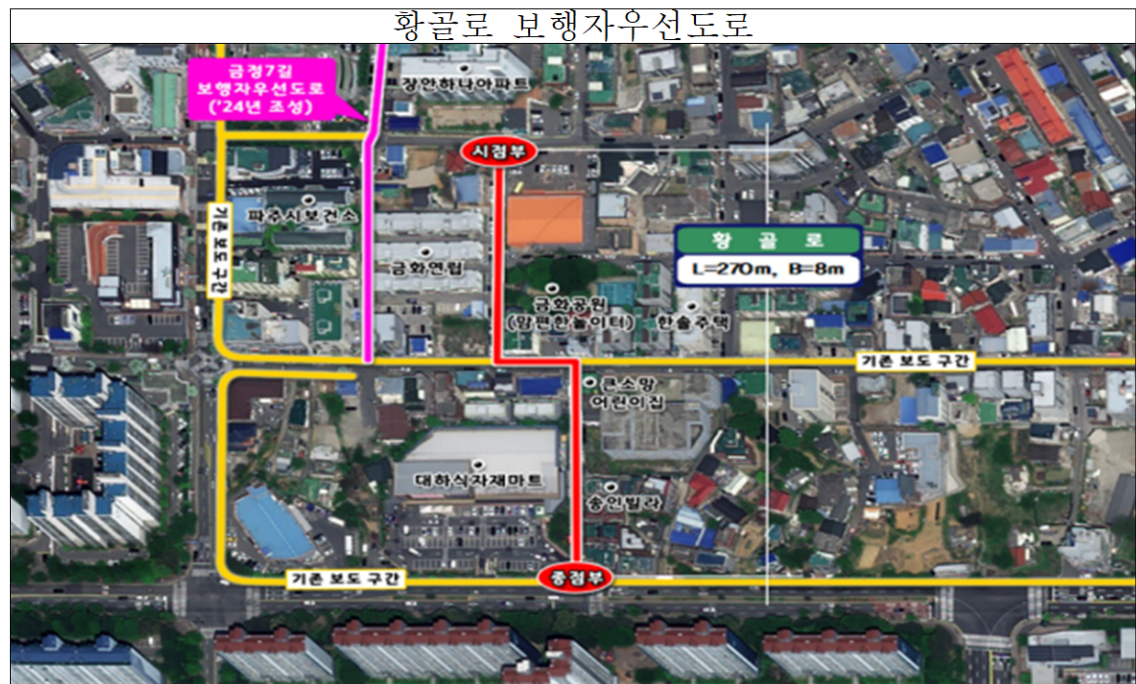 황골로 보행자우선도로
금정7길
보행자우선도로
('24년 조성)
장안하나아파트
시점부
파주시보건소
기존 보도 구간
금화연립
황 골 로
L=270m, B=8m
금화공원
(맘편한놀이터)
한솔주택
기존 보도 구간
큰소망
어린이집
대하식자재마트
송인빌라
기존 보도 구간
종점부